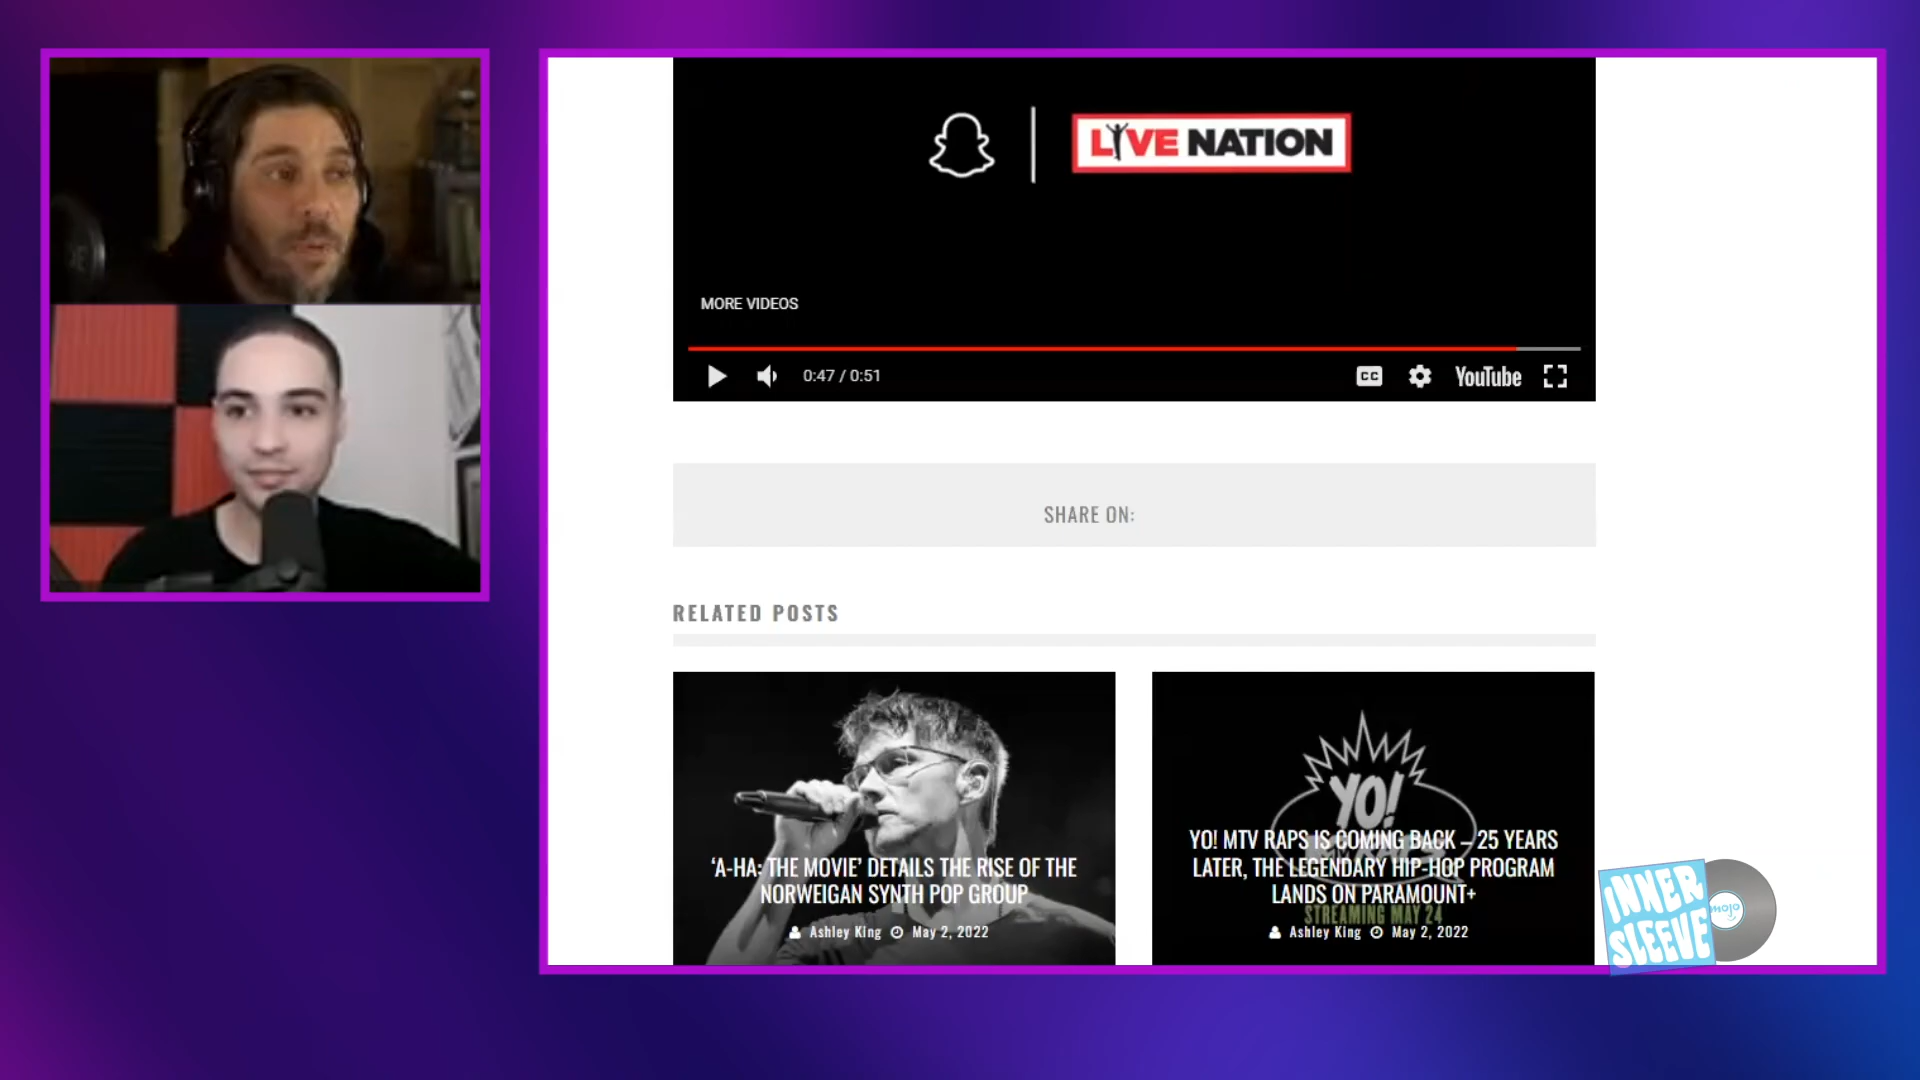 LIVE NATION
MORE VIDEOS
0:47 / 0:51
CC
YouTube
SHARE ON:
RELATED POSTS
‘A-HA: THE MOVIE’ DETAILS THE RISE OF THE
NORWEIGAN SYNTH POP GROUP
Ashley King May 2, 2022
YO!
YO! MTV RAPS IS COMING BACK – 25 YEARS
LATER, THE LEGENDARY HIP-HOP PROGRAM
LANDS ON PARAMOUNT+
STREAMING MAY 24
Ashley King May 2, 2022
INNER
SLEEVE
mojo